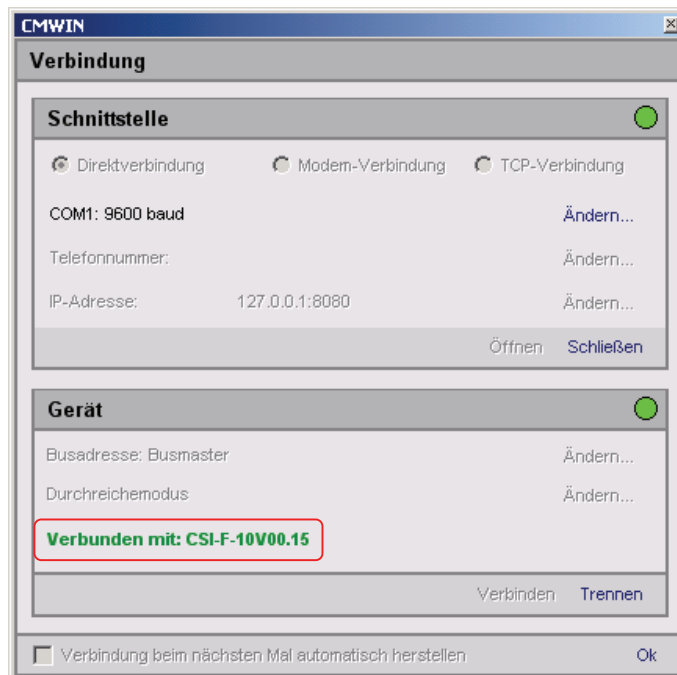 CMWIN
Verbindung
Schnittstelle
Direktverbindung Modem-Verbindung TCP-Verbindung
COM1: 9600 baud Ändern...
Telefonnummer: Ändern...
IP-Adresse: 127.0.0.1:8080 Ändern...
Öffnen Schließen
Gerät
Busadresse: Busmaster Ändern...
Durchreichemodus Ändern...
Verbunden mit: CSI-F-10V00.15
Verbinden Trennen
Verbindung beim nächsten Mal automatisch herstellen Ok